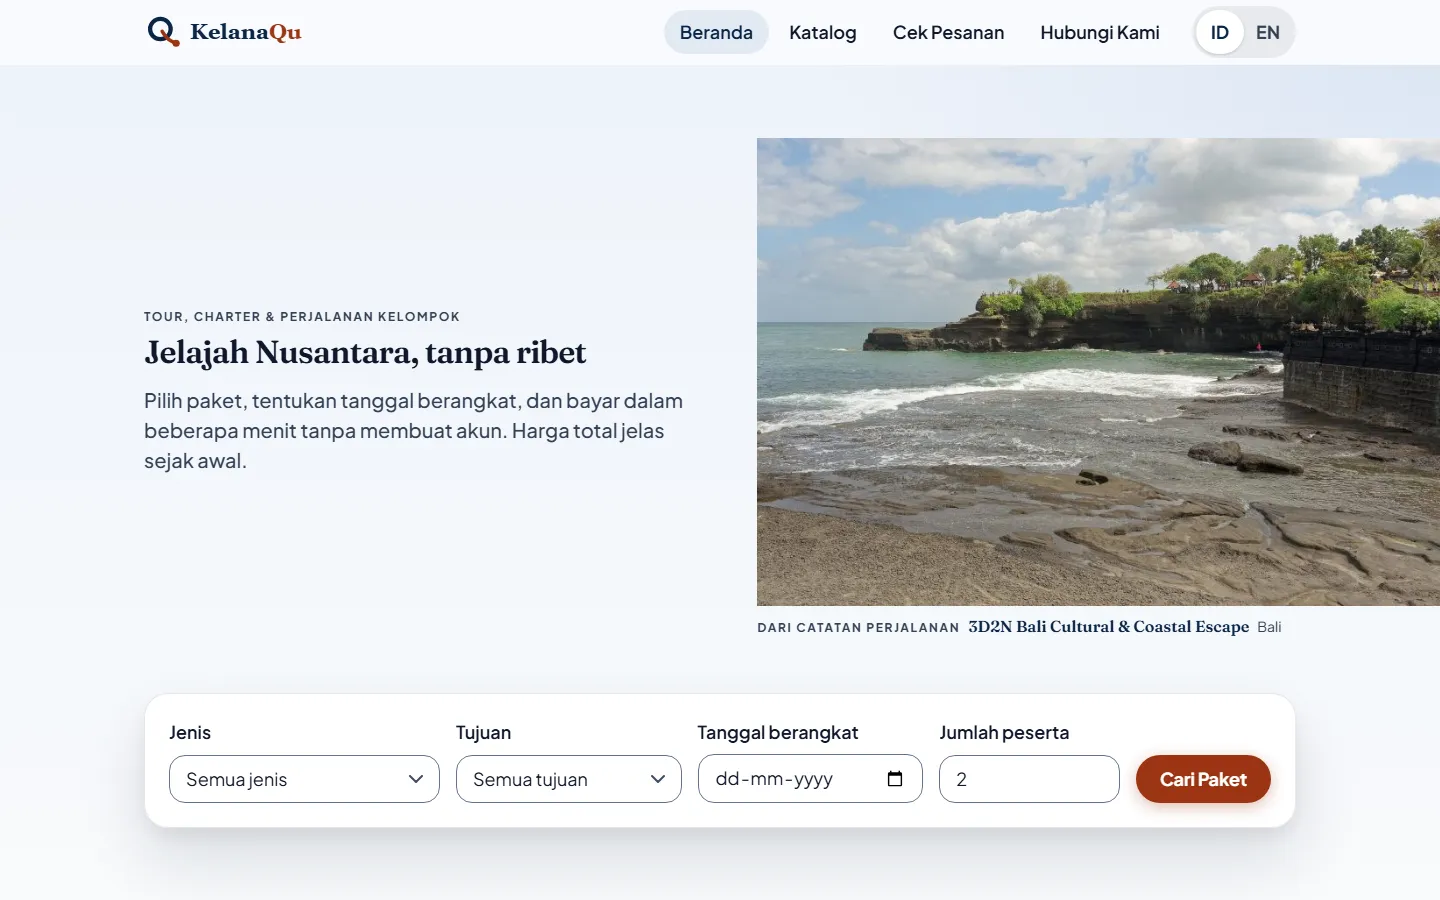 KelanaQu
Beranda
Katalog
Cek Pesanan
Hubungi Kami
ID
EN
TOUR, CHARTER & PERJALANAN KELOMPOK
Jelajah Nusantara, tanpa ribet
Pilih paket, tentukan tanggal berangkat, dan bayar dalam
beberapa menit tanpa membuat akun. Harga total jelas
sejak awal.
DARI CATATAN PERJALANAN 3D2N Bali Cultural & Coastal Escape Bali
Jenis
Semua jenis
Tujuan
Semua tujuan
Tanggal berangkat
dd-mm-yyyy
Jumlah peserta
2
Cari Paket